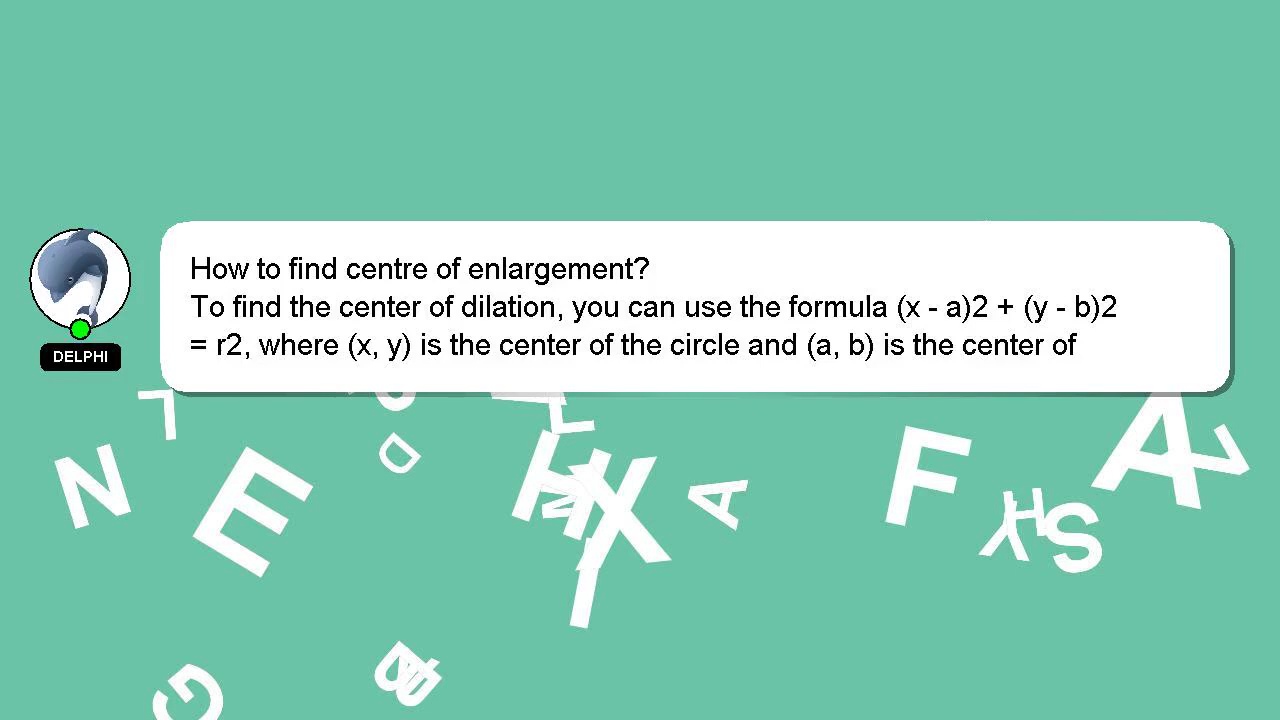 How to find centre of enlargement?
To find the center of dilation, you can use the formula (x - a)2 + (y - b)2
= r2, where (x, y) is the center of the circle and (a, b) is the center of
DELPHI
L
N
E
D
L
H
N
X
A
F
A
Y
H
S
G
B